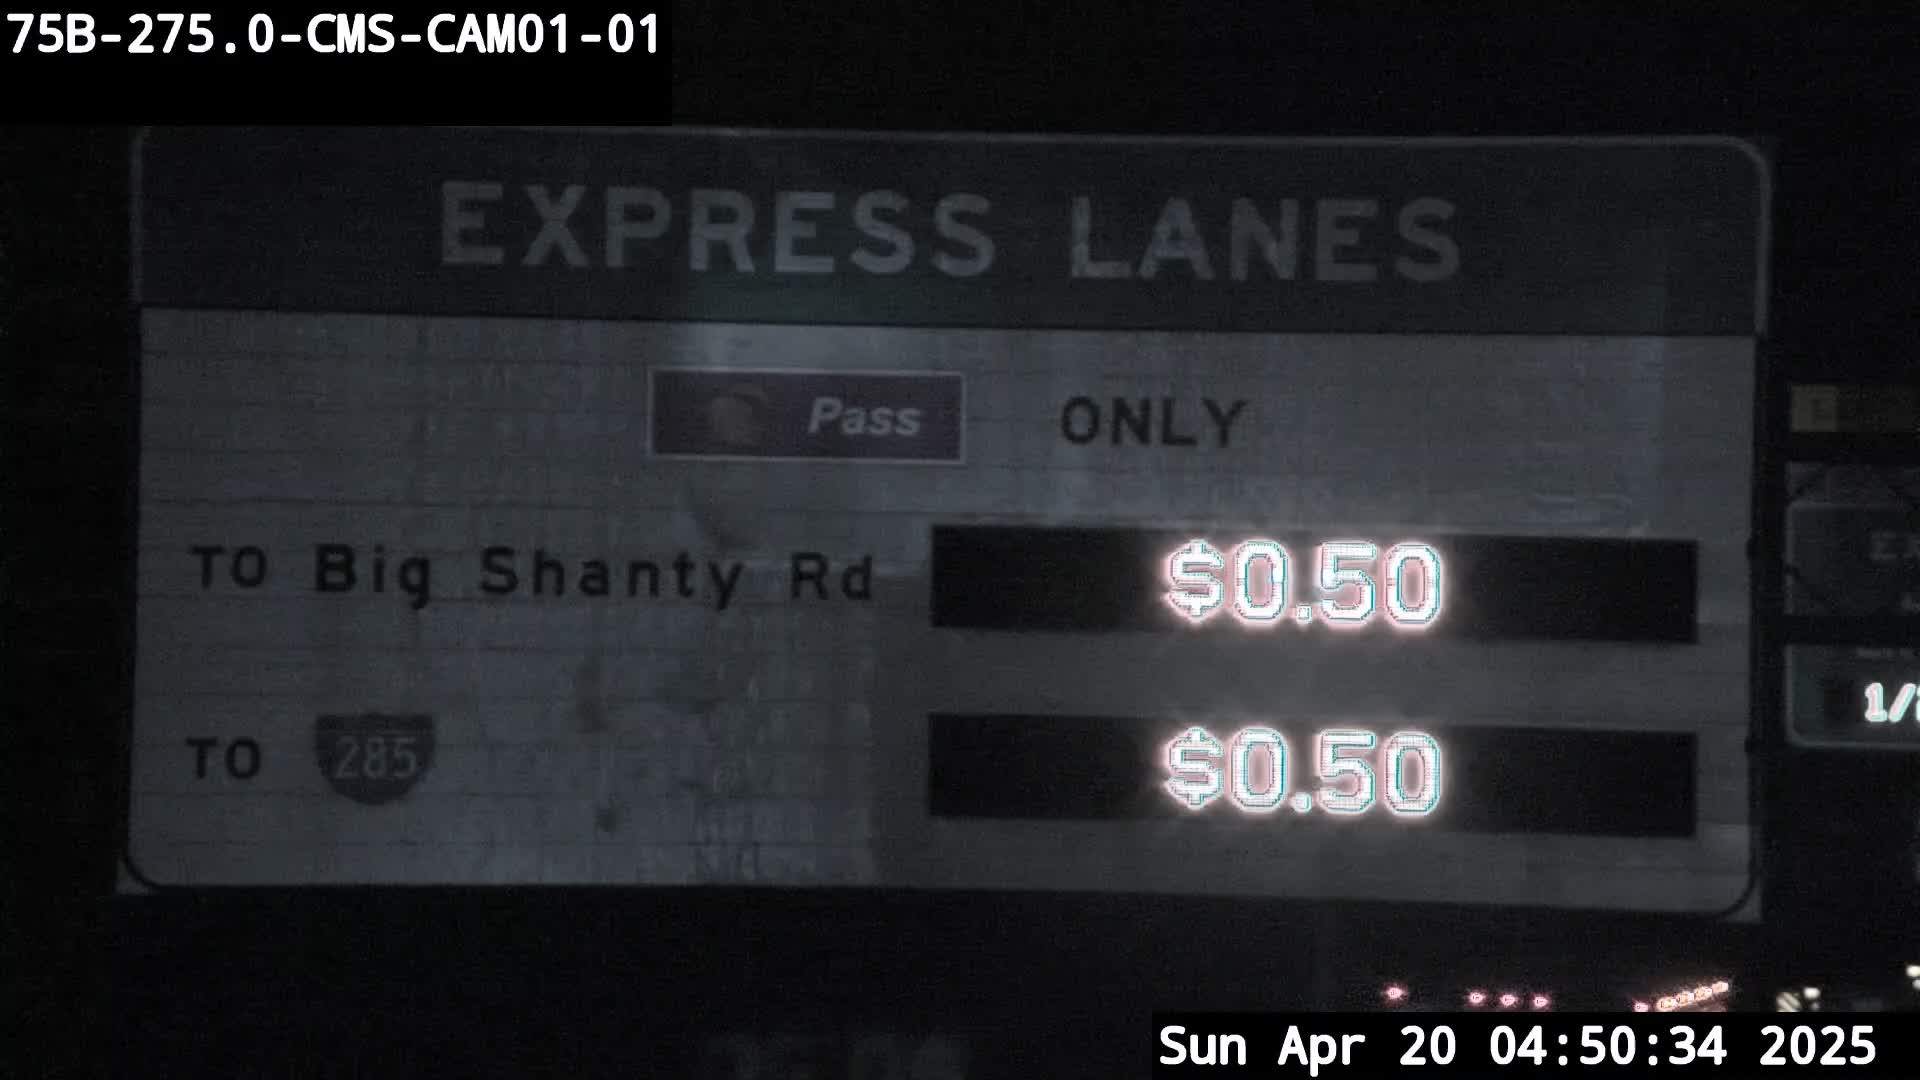 75B-275.0-CMS-CAM01-01
EXPRESS LANES
Pass ONLY
TO Big Shanty Rd $0.50
TO 285 $0.50
Sun Apr 20 04:50:34 2025